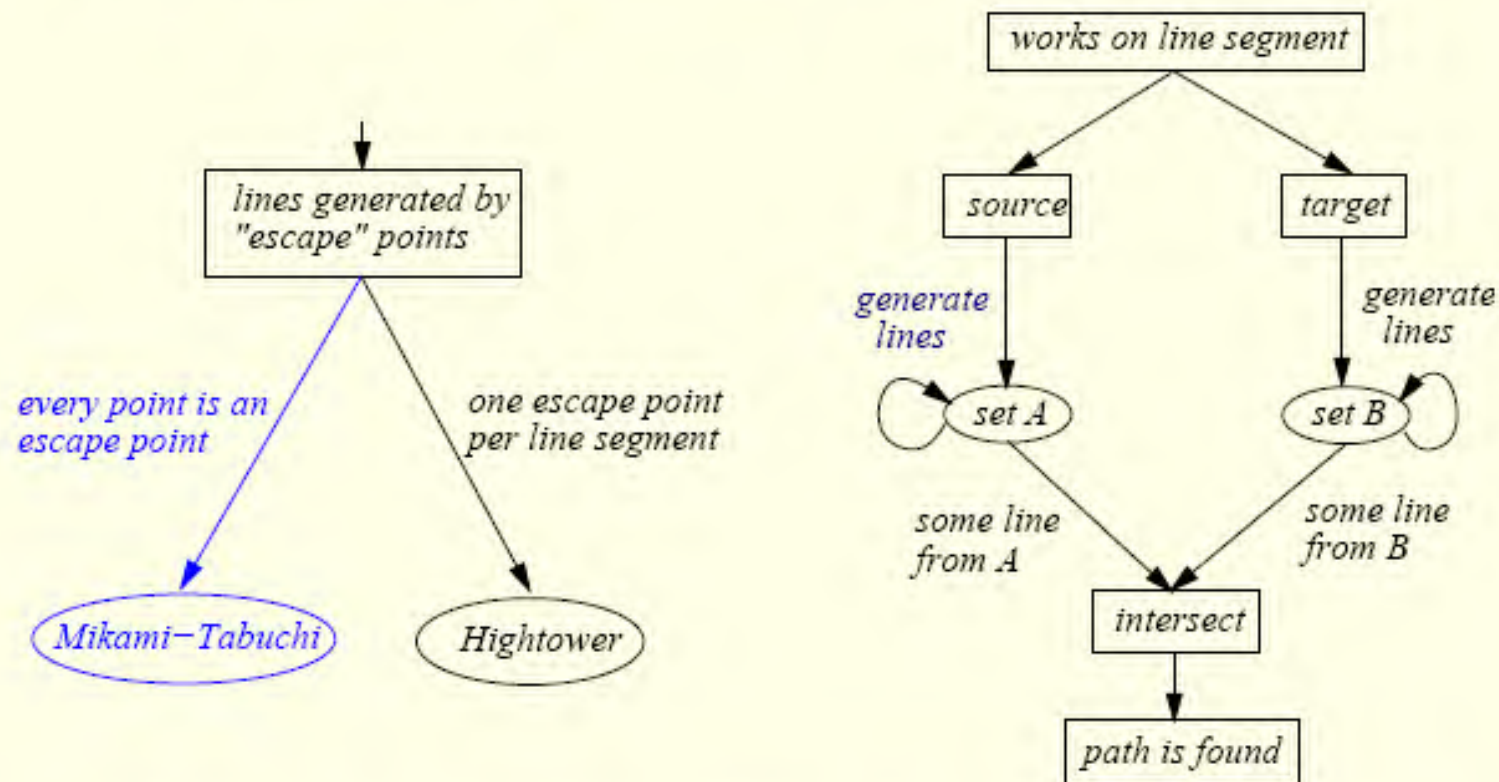 lines generated by
"escape" points
every point is an
escape point
one escape point
per line segment
Mikami−Tabuchi
Hightower
works on line segment
source
target
generate
lines
generate
lines
set A
set B
some line
from A
some line
from B
intersect
path is found